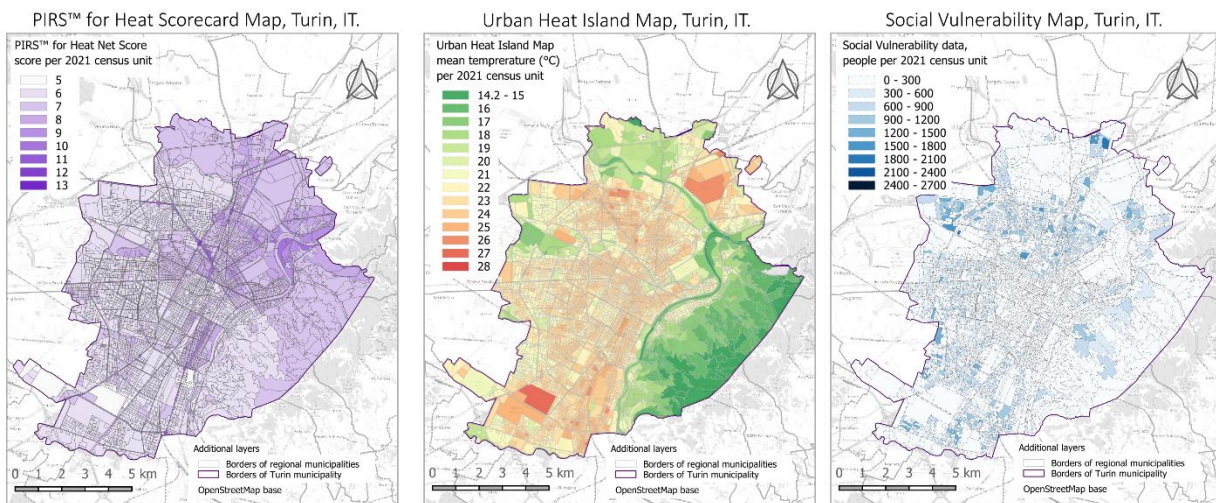 PIRS™ for Heat Scorecard Map, Turin, IT.
PIRS™ for Heat Net Score
score per 2021 census unit
5
6
7
8
9
10
11
12
13
Additional layers
Borders of regional municipalities
Borders of Turin municipality
OpenStreetMap base
0 1 2 3 4 5 km
Urban Heat Island Map, Turin, IT.
Urban Heat Island Map
mean temprerature (°C)
per 2021 census unit
14.2 - 15
16
17
18
19
20
21
22
23
24
25
26
27
28
Additional layers
Borders of regional municipalities
Borders of Turin municipality
OpenStreetMap base
0 1 2 3 4 5 km
Social Vulnerability Map, Turin, IT.
Social Vulnerability data,
people per 2021 census unit
0 - 300
300 - 600
600 - 900
900 - 1200
1200 - 1500
1500 - 1800
1800 - 2100
2100 - 2400
2400 - 2700
Additional layers
Borders of regional municipalities
Borders of Turin municipality
OpenStreetMap base
0 1 2 3 4 5 km